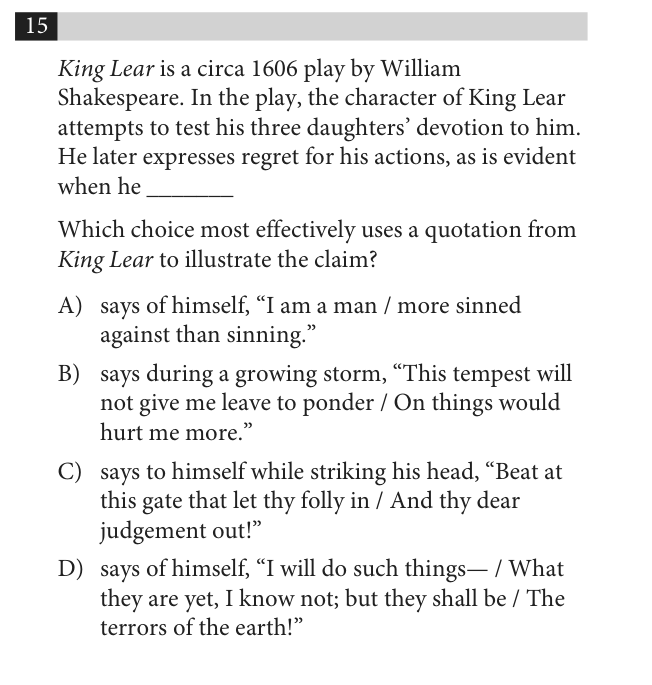 15
King Lear is a circa 1606 play by William
Shakespeare. In the play, the character of King Lear
attempts to test his three daughters’ devotion to him.
He later expresses regret for his actions, as is evident
when he _______
Which choice most effectively uses a quotation from
King Lear to illustrate the claim?
A) says of himself, “I am a man / more sinned
against than sinning.”
B) says during a growing storm, “This tempest will
not give me leave to ponder / On things would
hurt me more.”
C) says to himself while striking his head, “Beat at
this gate that let thy folly in / And thy dear
judgement out!”
D) says of himself, “I will do such things— / What
they are yet, I know not; but they shall be / The
terrors of the earth!”